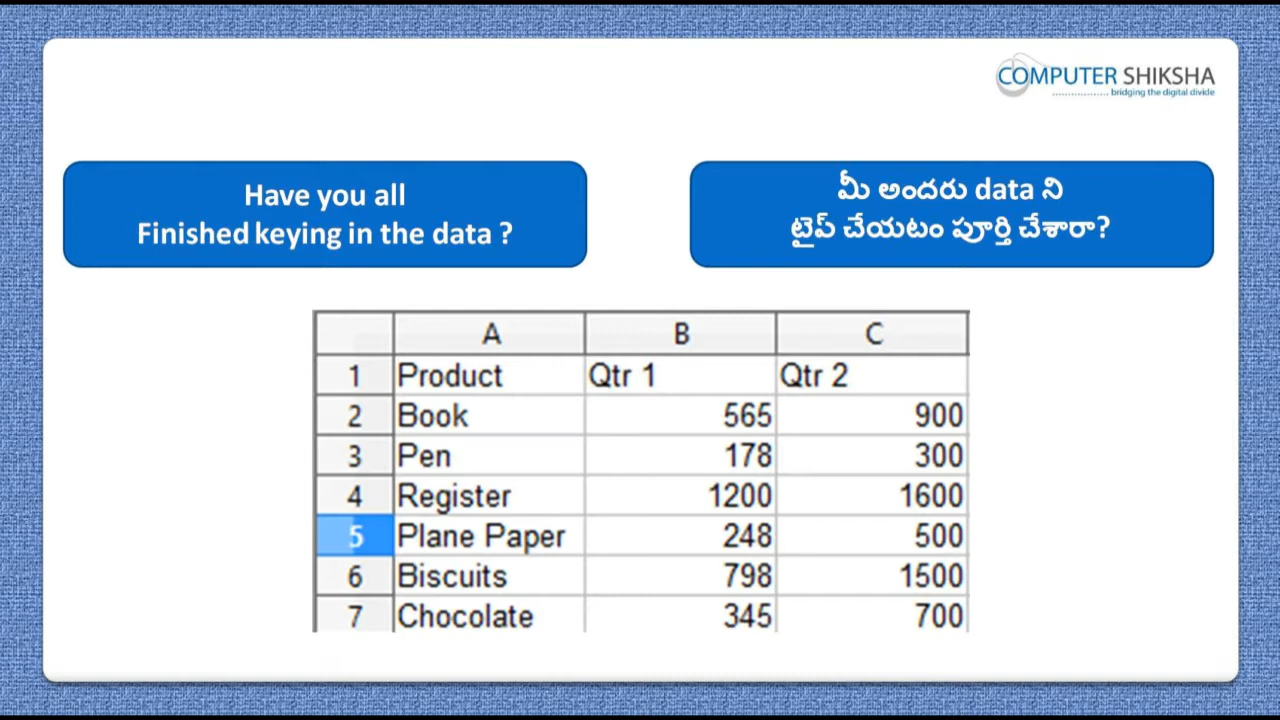 COMPUTER SHIKSHA
bridging the digital divide
Have you all
Finished keying in the data ?
మీ అందరు data ని
టైప్ చేయటం పూర్తి చేశారా?
A B C
1 Product Qtr 1 Qtr 2
2 Book 565 900
3 Pen 178 300
4 Register 1200 1600
5 Plane Paper 248 500
6 Biscuits 798 1500
7 Chocolate 345 700